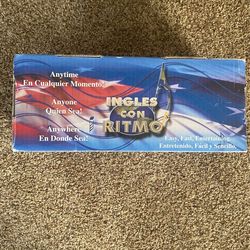 Anytime
En Cualquier Momento!
Anyone
Quien Sea!
Anywhere
En Donde Sea!
INGLES
CON
RITMO
Easy, Fast, Entertaining
Entretenido, Fácil y Sencillo